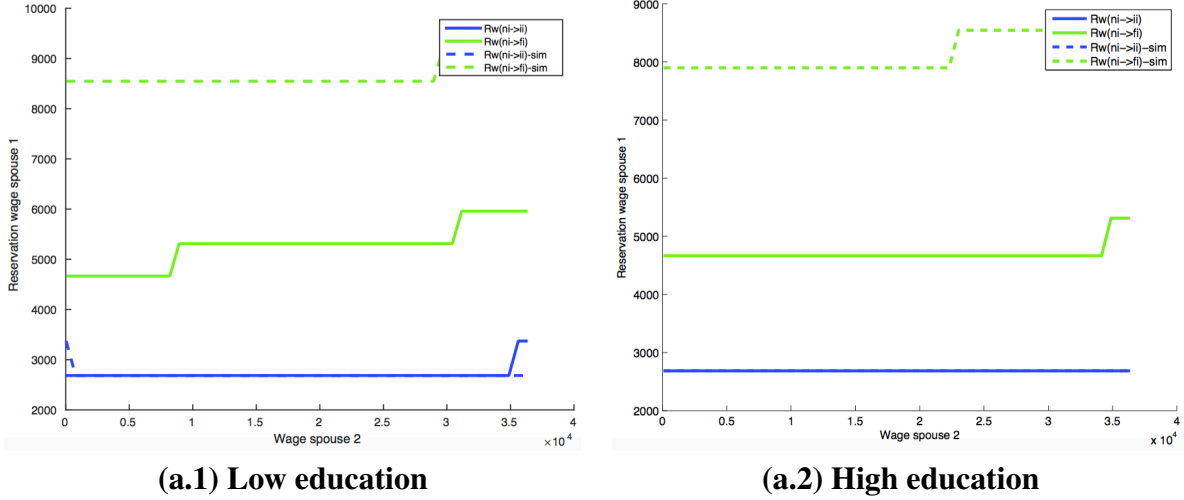 10000
9000
8000
7000
6000
5000
4000
3000
2000
Reservation wage spouse 1
Rw(ni->ii)
Rw(ni->fi)
Rw(ni->ii)-sim
Rw(ni->fi)-sim
0 0.5 1 1.5 2 2.5 3 3.5 4
Wage spouse 2
×10⁴
(a.1) Low education
9000
8000
7000
6000
5000
4000
3000
2000
Reservation wage spouse 1
Rw(ni->ii)
Rw(ni->fi)
Rw(ni->ii)-sim
Rw(ni->fi)-sim
0 0.5 1 1.5 2 2.5 3 3.5 4
Wage spouse 2
x 10⁴
(a.2) High education